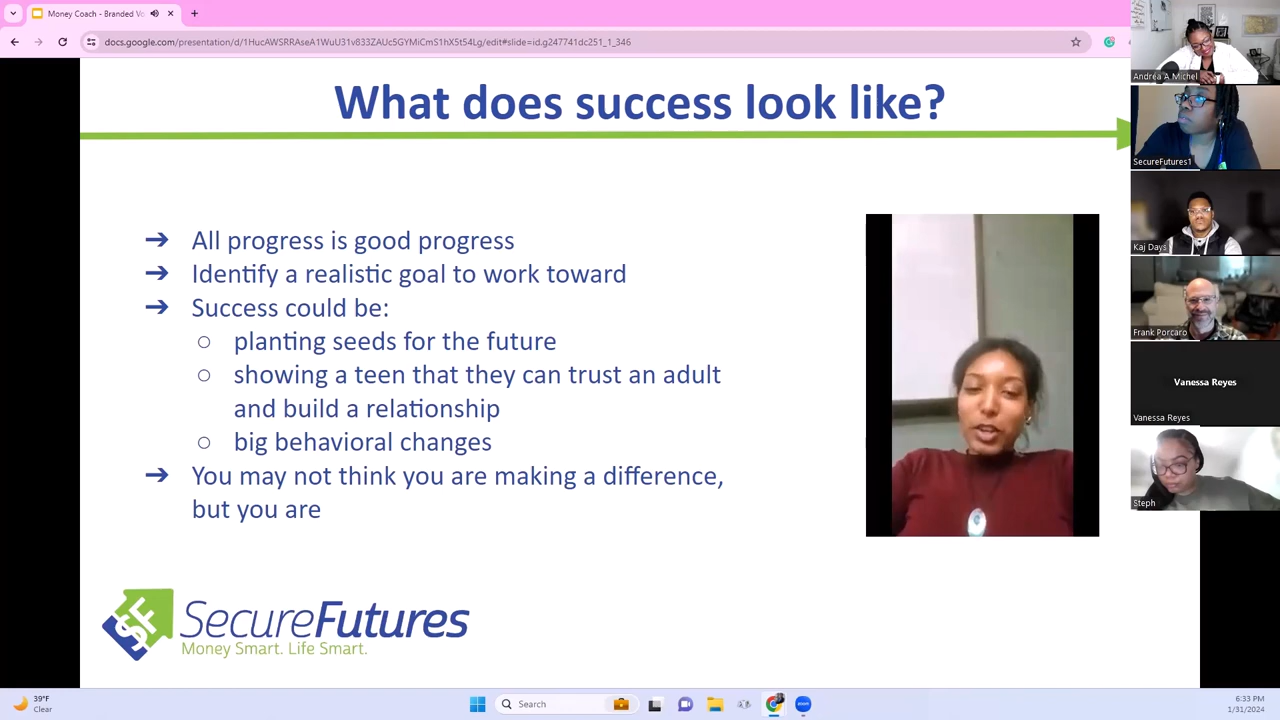 Money Coach - Branded Vo
docs.google.com/presentation/d/1HucAWSRRAseA1WuU31v833ZAUc5GYMiCmS1hX5t54Lg/edit#slide=id.g247741dc251_1_346
What does success look like?
➔ All progress is good progress
➔ Identify a realistic goal to work toward
➔ Success could be:
○ planting seeds for the future
○ showing a teen that they can trust an adult
and build a relationship
○ big behavioral changes
➔ You may not think you are making a difference,
but you are
SF
SecureFutures
Money Smart. Life Smart.
Andrea A Michel
SecureFutures1
Kaj Days
Frank Porcaro
Vanessa Reyes
Vanessa Reyes
Steph
39°F
Clear
Search
zoom
6:33 PM
1/31/2024